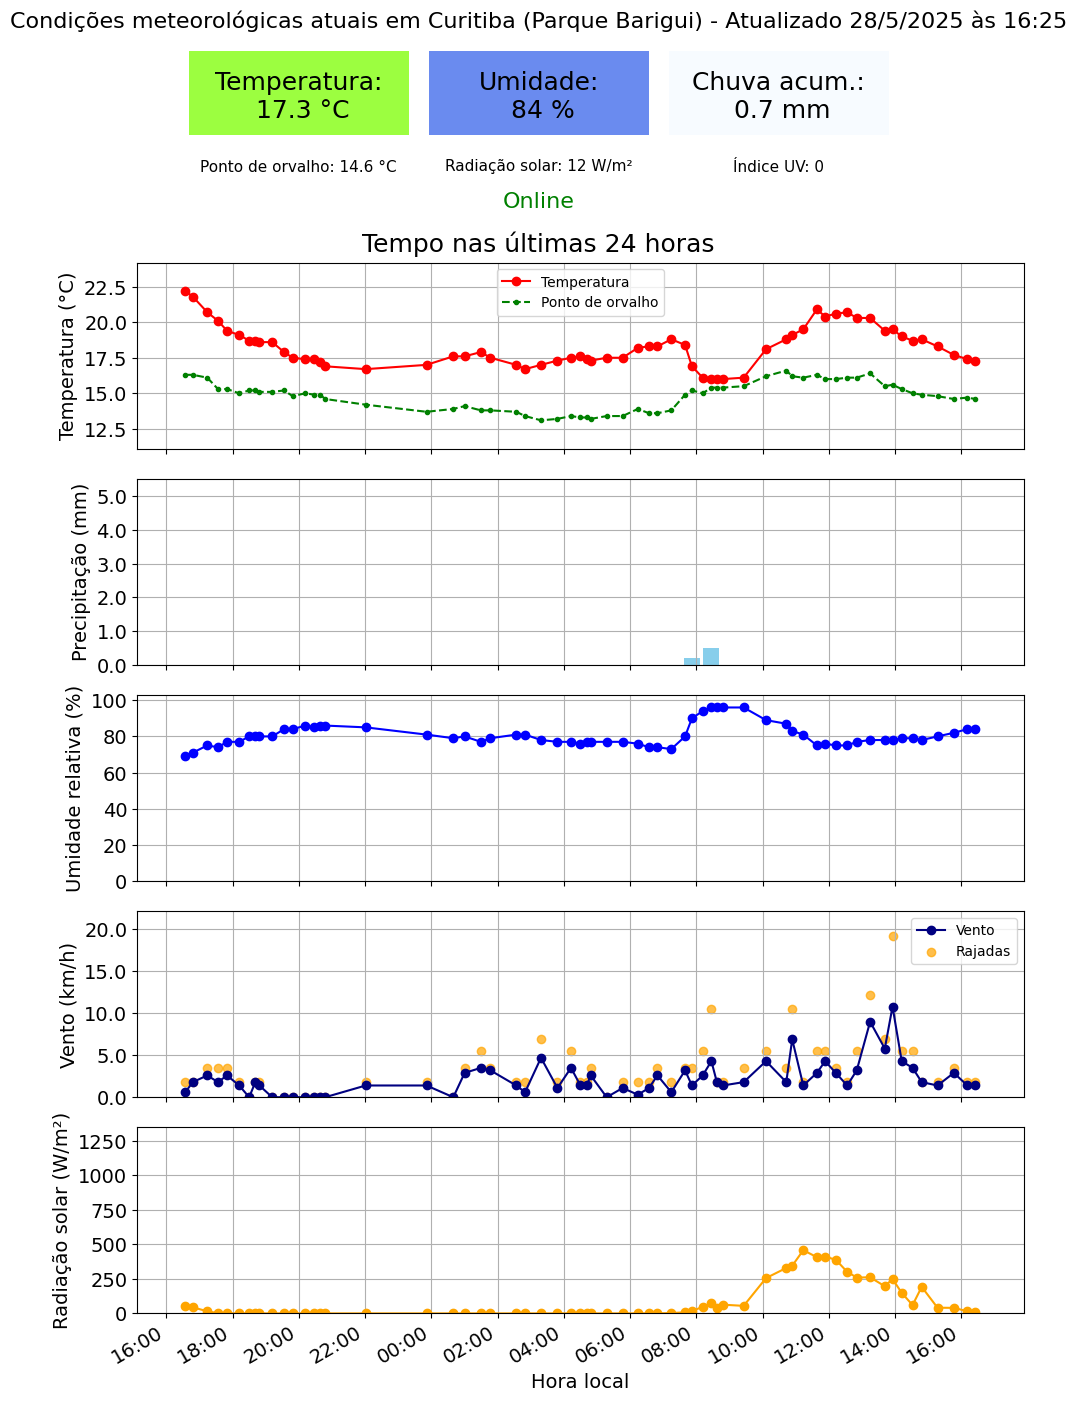 Condições meteorológicas atuais em Curitiba (Parque Barigui) - Atualizado 28/5/2025 às 16:25
Temperatura:
17.3 °C
Umidade:
84 %
Chuva acum.:
0.7 mm
Ponto de orvalho: 14.6 °C
Radiação solar: 12 W/m²
Índice UV: 0
Online
Tempo nas últimas 24 horas
Temperatura (°C)
22.5
20.0
17.5
15.0
12.5
Temperatura
Ponto de orvalho
Precipitação (mm)
5.0
4.0
3.0
2.0
1.0
0.0
Umidade relativa (%)
100
80
60
40
20
0
Vento (km/h)
20.0
15.0
10.0
5.0
0.0
Vento
Rajadas
Radiação solar (W/m²)
1250
1000
750
500
250
0
16:00
18:00
20:00
22:00
00:00
02:00
04:00
06:00
08:00
10:00
12:00
14:00
16:00
Hora local